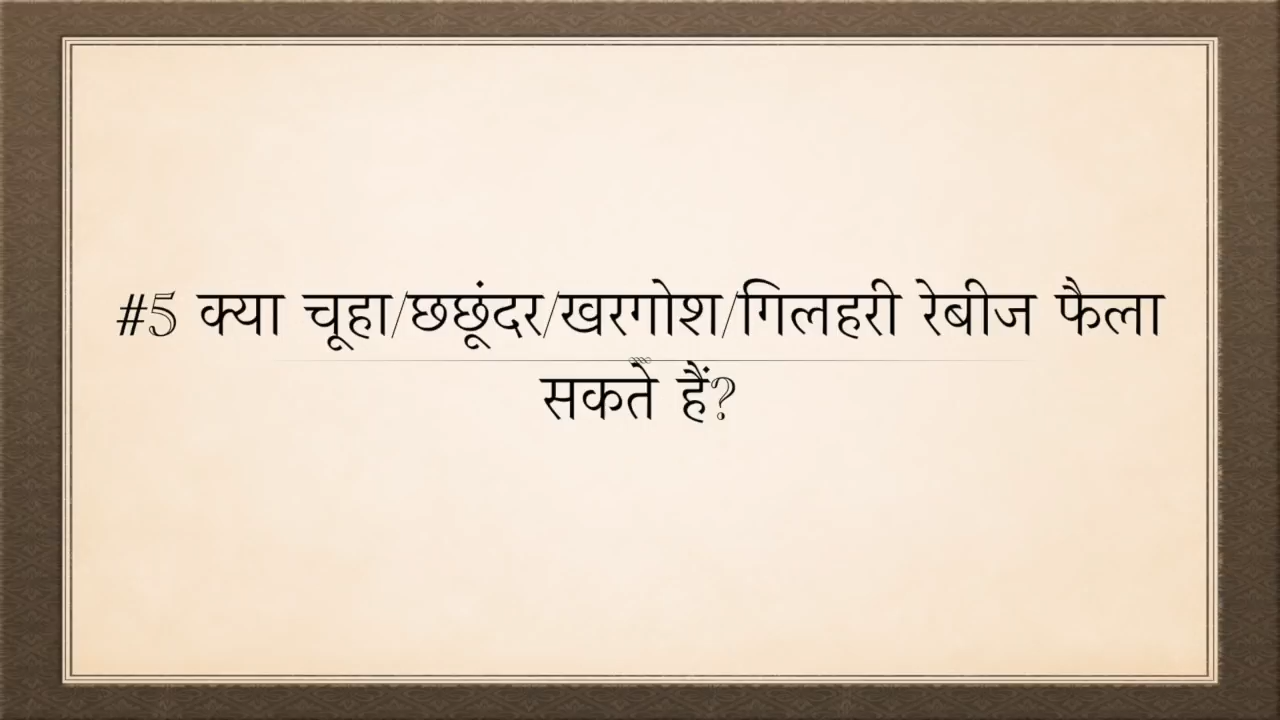 #5 क्या चूहा/छछूंदर/खरगोश/गिलहरी रेबीज फैला
सकते हैं?